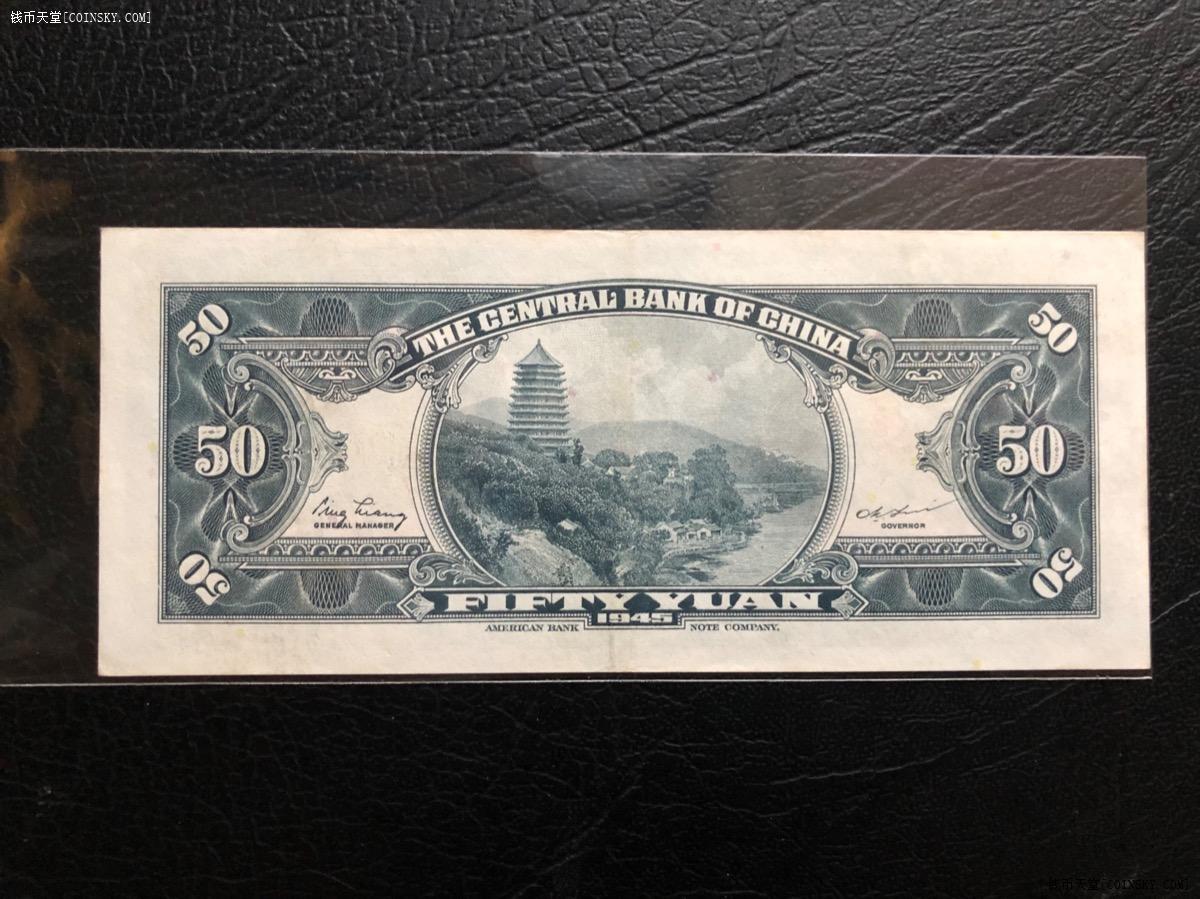 钱币天堂[COINSKY.COM]
THE CENTRAL BANK OF CHINA
50
50
50
50
GENERAL MANAGER
GOVERNOR
50
50
FIFTY YUAN
1945
AMERICAN BANK NOTE COMPANY.
钱币天堂[COINSKY.COM]